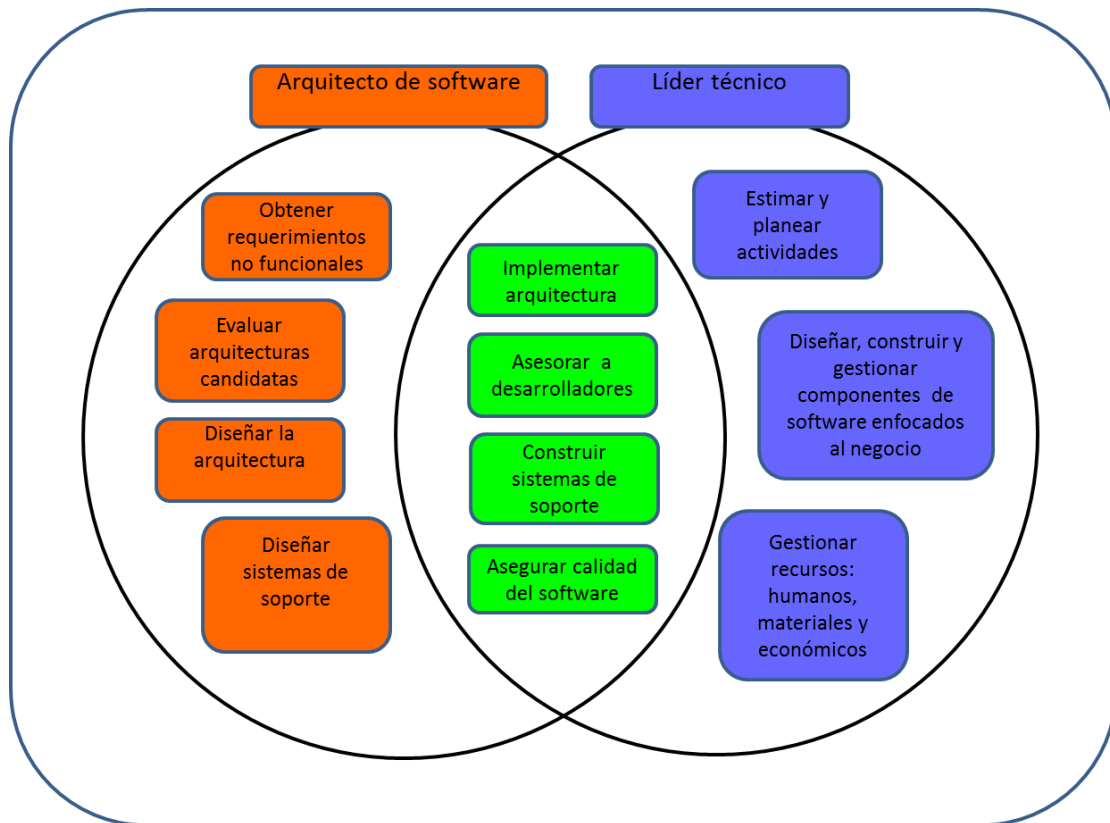 Arquitecto de software
Líder técnico
Obtener
requerimientos
no funcionales
Evaluar
arquitecturas
candidatas
Diseñar la
arquitectura
Diseñar
sistemas de
soporte
Implementar
arquitectura
Asesorar a
desarrolladores
Construir
sistemas de
soporte
Asegurar calidad
del software
Estimar y
planear
actividades
Diseñar, construir y
gestionar
componentes de
software enfocados
al negocio
Gestionar
recursos:
humanos,
materiales y
económicos